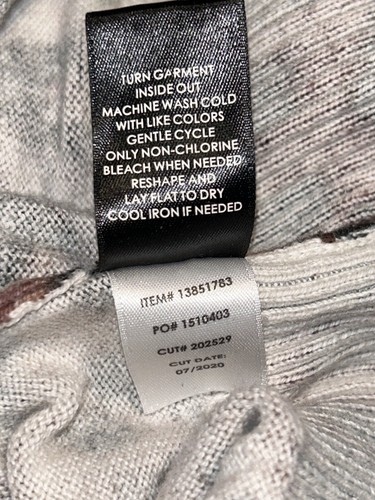 TURN GARMENT
INSIDE OUT
MACHINE WASH COLD
WITH LIKE COLORS
GENTLE CYCLE
ONLY NON-CHLORINE
BLEACH WHEN NEEDED
RESHAPE AND
LAY FLAT TO DRY
COOL IRON IF NEEDED
ITEM# 13851783
PO# 1510403
CUT# 202529
CUT DATE:
07/2020